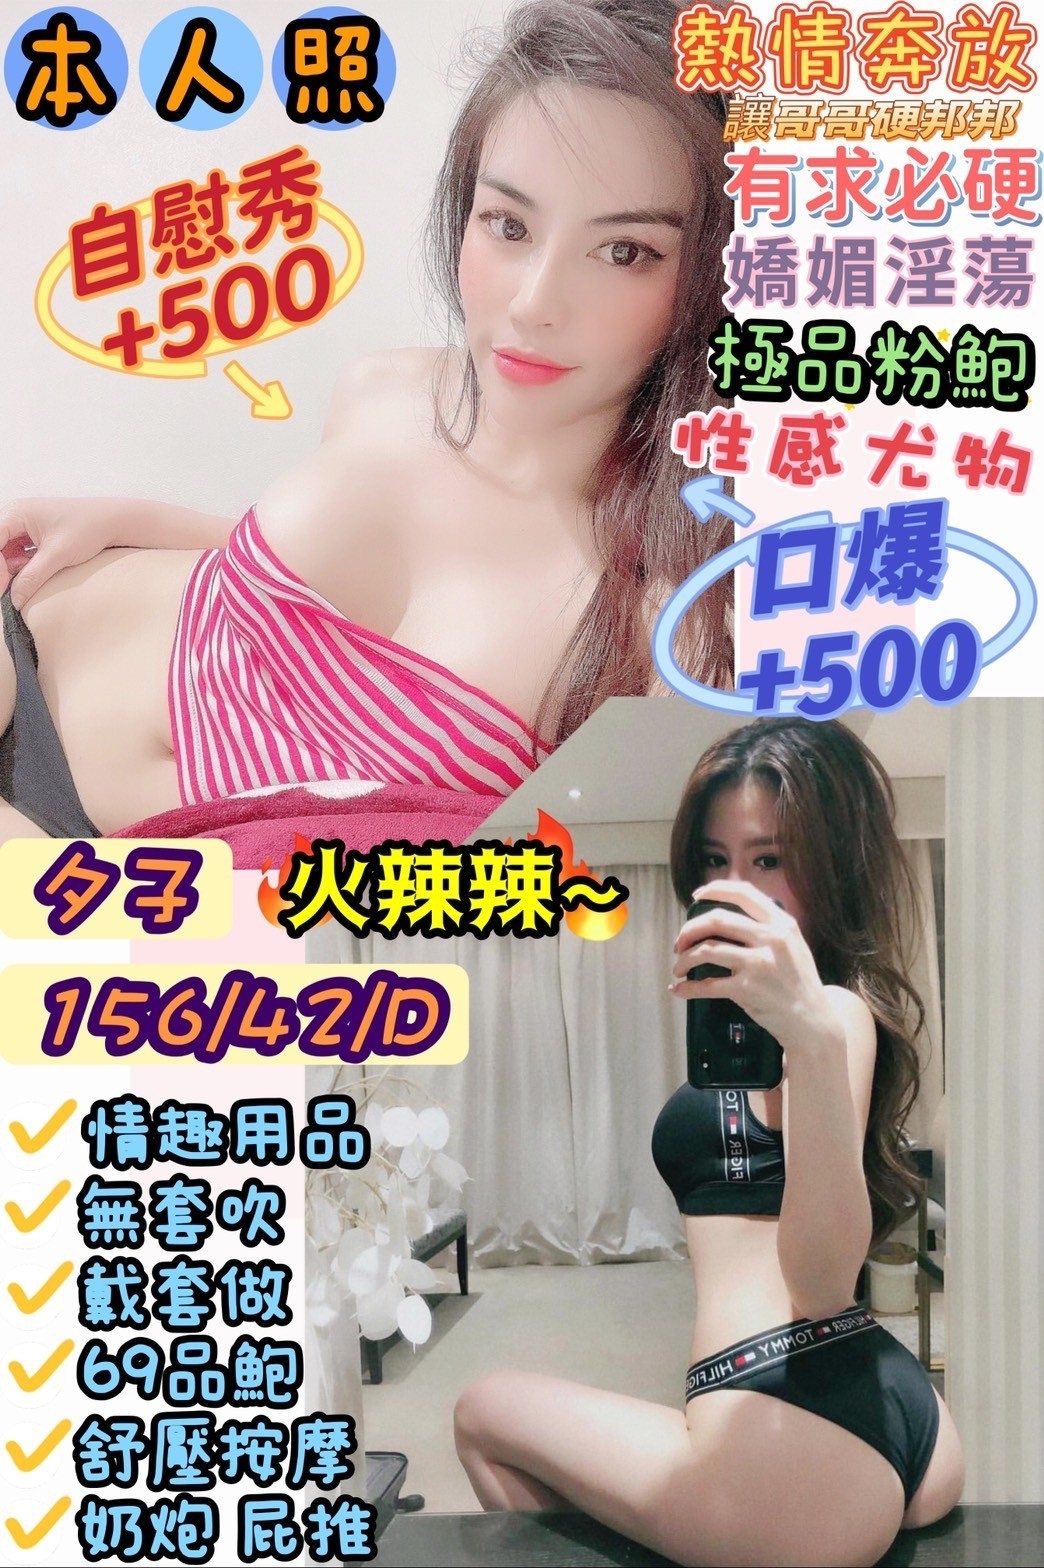 本人照
熱情奔放
讓哥哥硬邦邦
有求必硬
嬌媚淫蕩
極品粉鮑
性感尤物
自慰秀
+500
口爆
+500
夕子
火辣辣~
156/42/D
情趣用品
無套吹
戴套做
69品鮑
舒壓按摩
奶炮 屁推
TOMMY HILFIGER